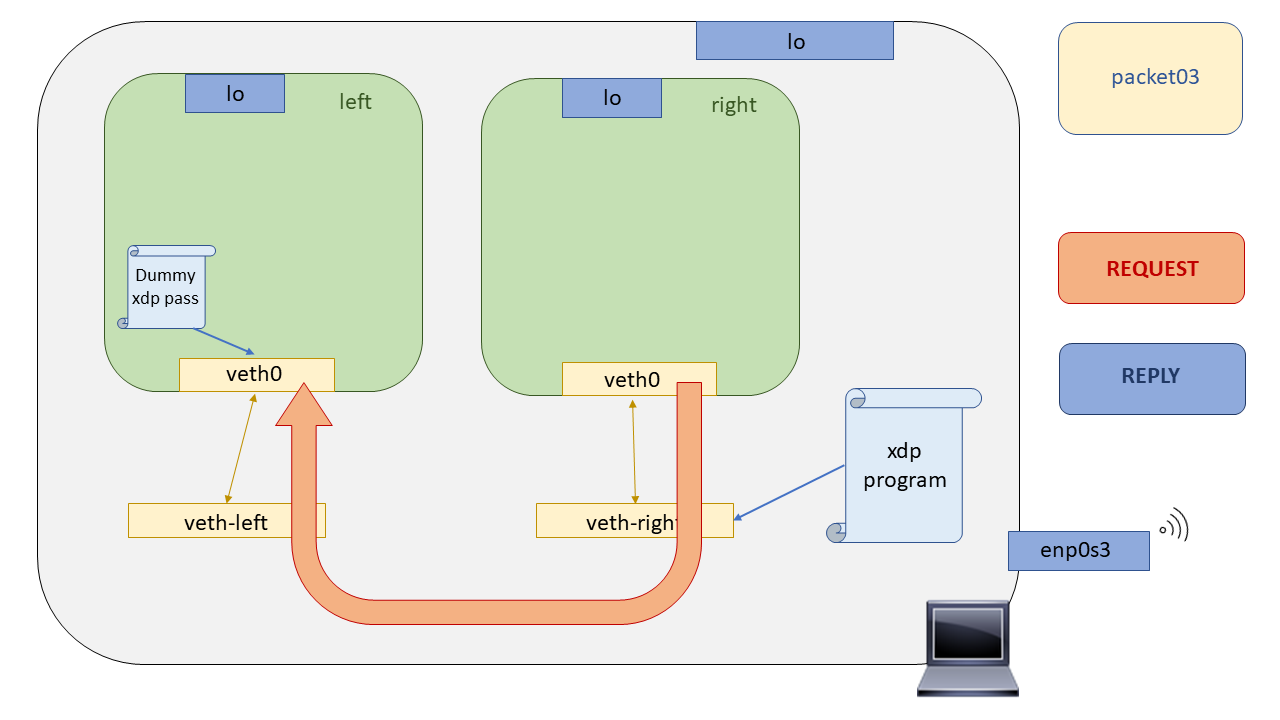 lo
packet03
lo
left
lo
right
REQUEST
Dummy
xdp pass
veth0
veth0
REPLY
xdp
program
veth-left
veth-right
enp0s3